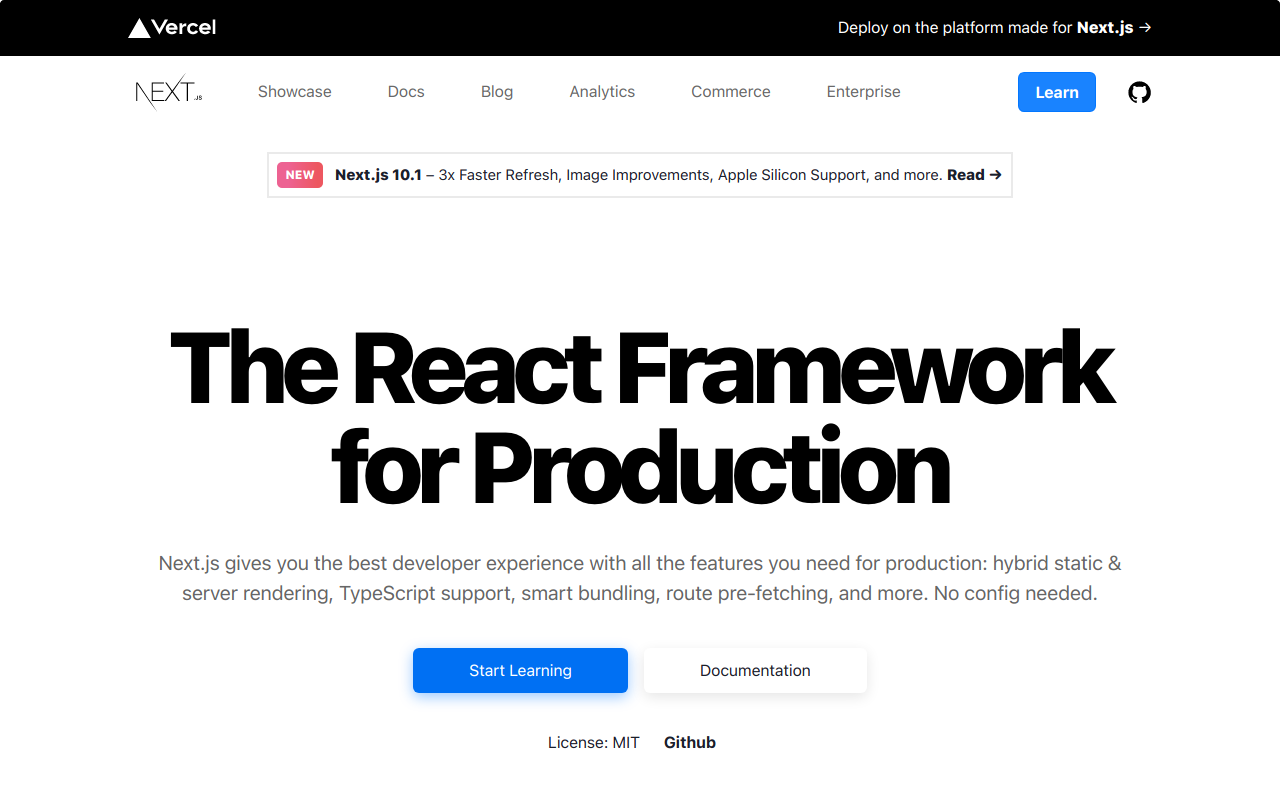 Vercel
Deploy on the platform made for Next.js →
NEXT.JS
Showcase
Docs
Blog
Analytics
Commerce
Enterprise
Learn
NEW Next.js 10.1 – 3x Faster Refresh, Image Improvements, Apple Silicon Support, and more. Read →
The React Framework
for Production
Next.js gives you the best developer experience with all the features you need for production: hybrid static &
server rendering, TypeScript support, smart bundling, route pre-fetching, and more. No config needed.
Start Learning
Documentation
License: MIT
Github